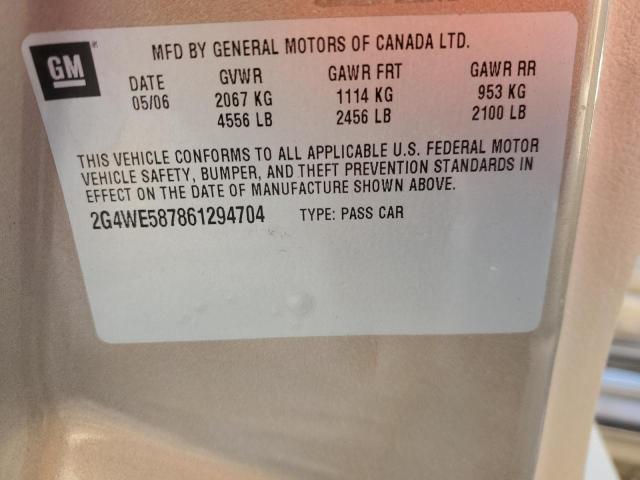 GM
MFD BY GENERAL MOTORS OF CANADA LTD.
DATE GVWR GAWR FRT GAWR RR
05/06 2067 KG 1114 KG 953 KG
4556 LB 2456 LB 2100 LB
THIS VEHICLE CONFORMS TO ALL APPLICABLE U.S. FEDERAL MOTOR
VEHICLE SAFETY, BUMPER, AND THEFT PREVENTION STANDARDS IN
EFFECT ON THE DATE OF MANUFACTURE SHOWN ABOVE.
2G4WE587861294704 TYPE: PASS CAR